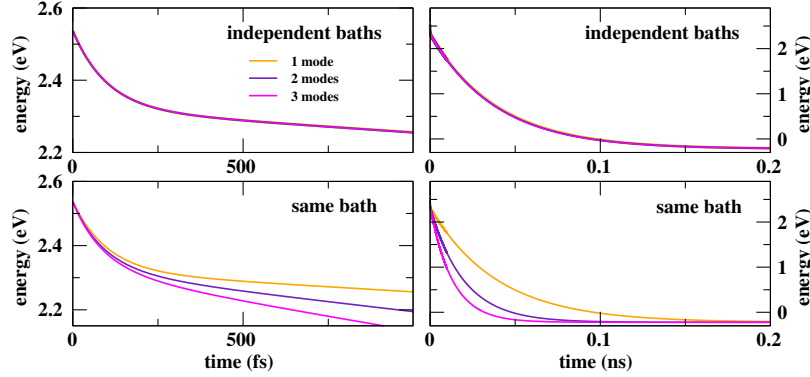 2.6
independent baths
independent baths
2
energy (eV)
1 mode
energy (eV)
2.4
2 modes
1
3 modes
0
2.2
0
500
0
0.1
0.2
2.6
same bath
same bath
2
energy (eV)
energy (eV)
2.4
1
2.2
0
0
500
0
0.1
0.2
time (fs)
time (ns)